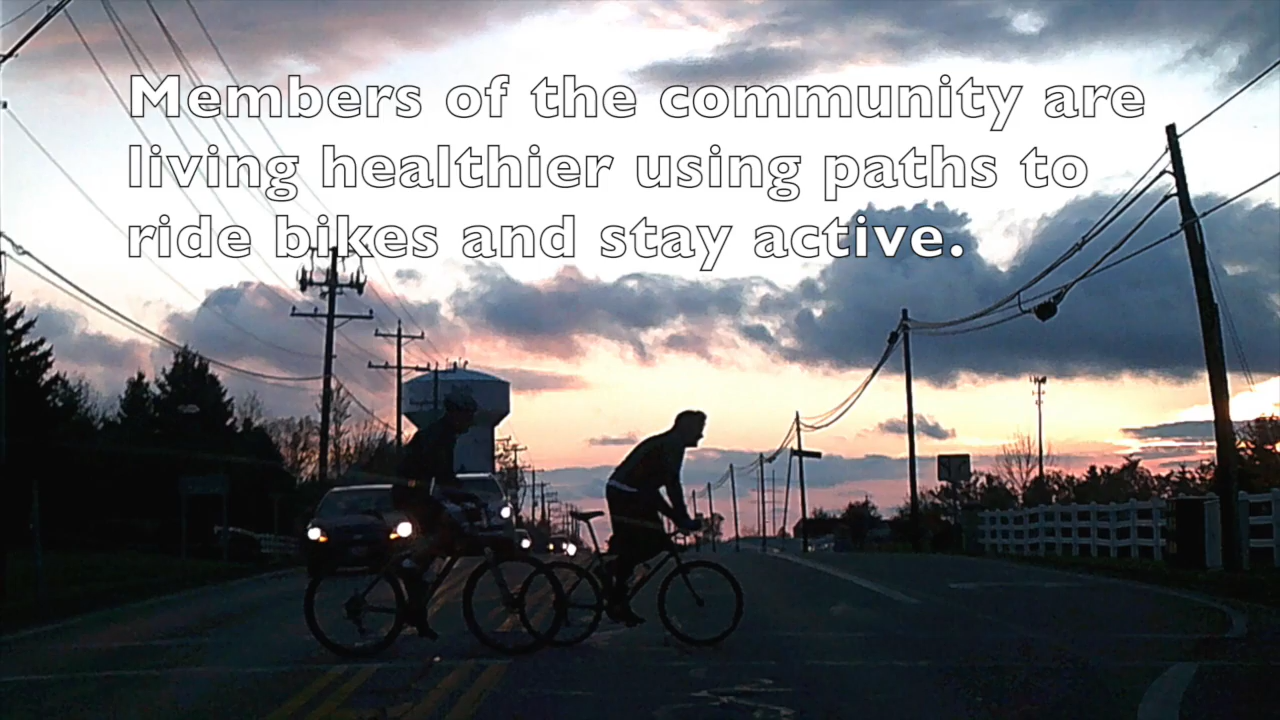 Members of the community are
living healthier using paths to
ride bikes and stay active.